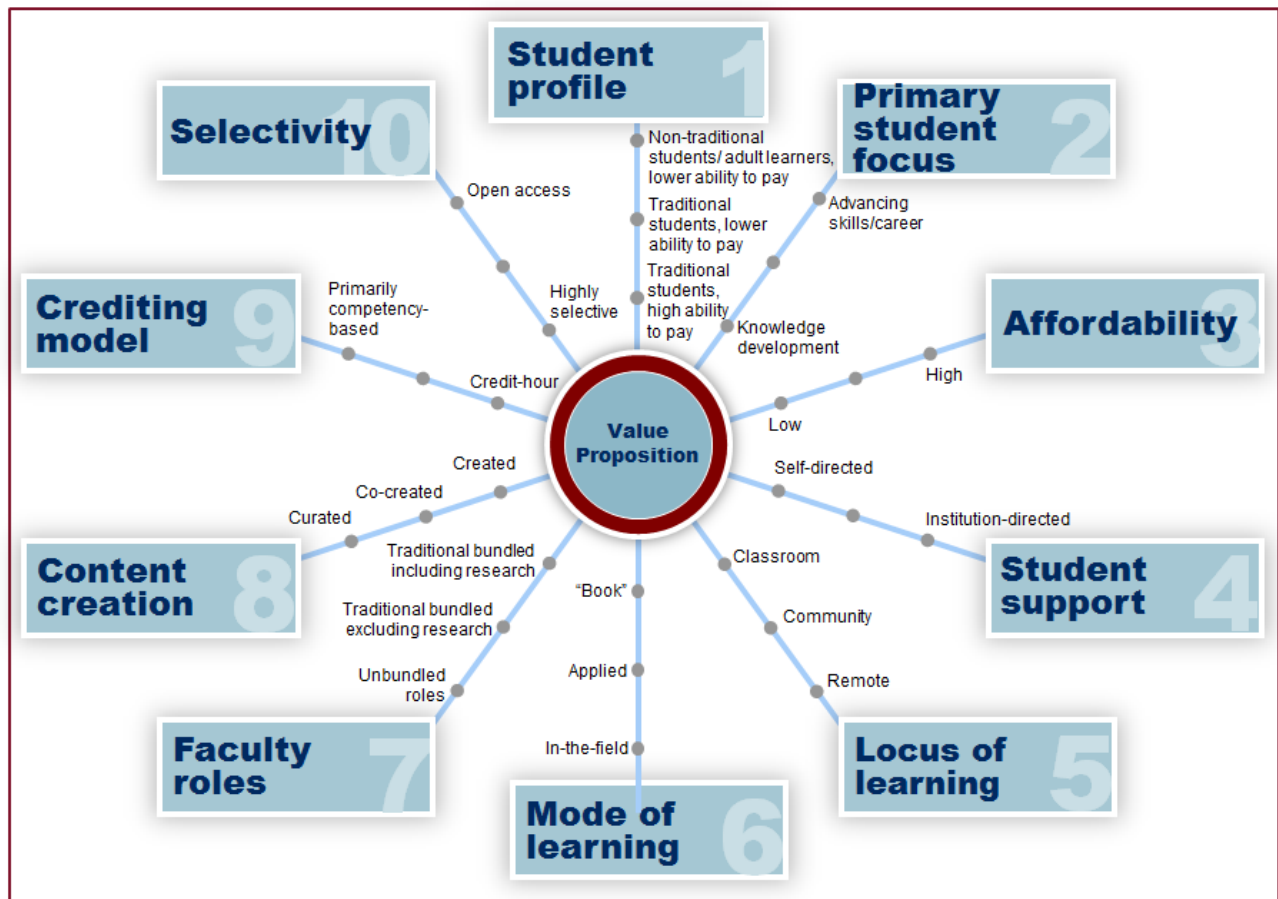 Student
profile
1
Non-traditional
students/ adult learners,
lower ability to pay
Traditional
students, lower
ability to pay
Traditional
students,
high ability
to pay
Primary
student
focus
2
Advancing
skills/career
Knowledge
development
Affordability
3
High
Low
Student
support
4
Self-directed
Institution-directed
Locus of
learning
5
Classroom
Community
Remote
Mode of
learning
6
“Book”
Applied
In-the-field
Faculty
roles
7
Traditional bundled
including research
Traditional bundled
excluding research
Unbundled
roles
Content
creation
8
Created
Co-created
Curated
Crediting
model
9
Primarily
competency-
based
Credit-hour
Selectivity
10
Open access
Highly
selective
Value
Proposition